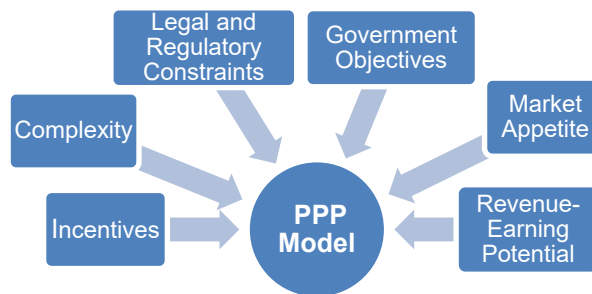 Legal and
Regulatory
Constraints
Government
Objectives
Complexity
Market
Appetite
Incentives
PPP
Model
Revenue-
Earning
Potential